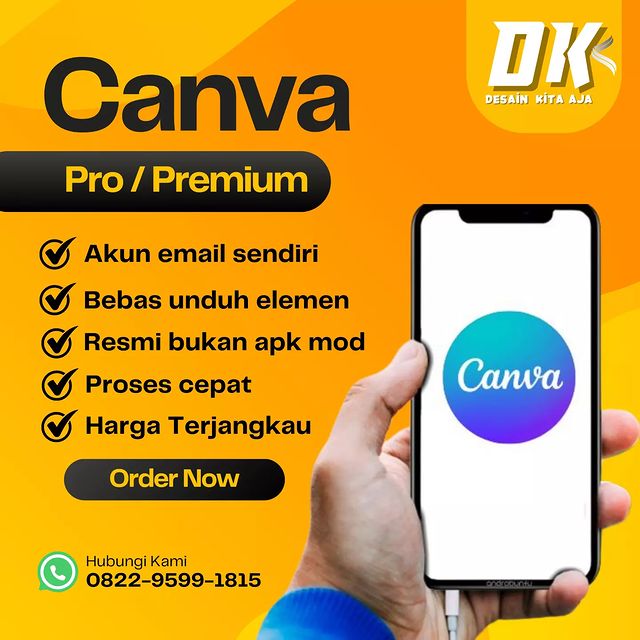 DK
DESAIN KITA AJA
Canva
Pro / Premium
Akun email sendiri
Bebas unduh elemen
Resmi bukan apk mod
Proses cepat
Harga Terjangkau
Order Now
Hubungi Kami
0822-9599-1815
Canva
androbuntu